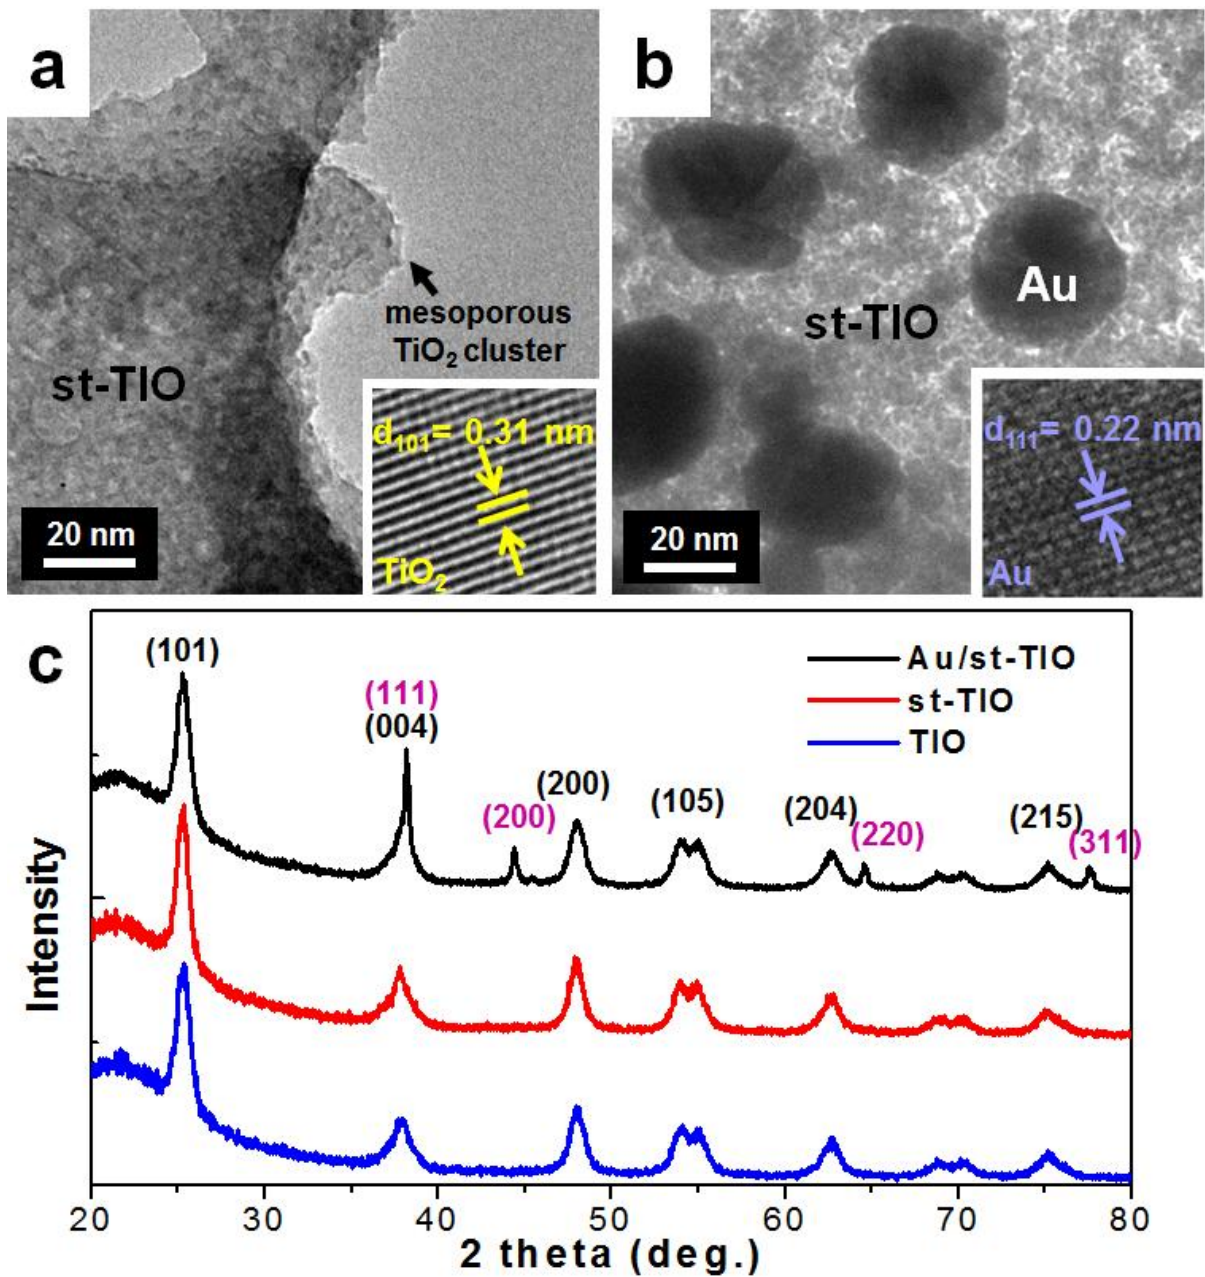 a
mesoporous
TiO₂ cluster
st-TIO
d₁₀₁= 0.31 nm
TiO₂
20 nm
b
Au
st-TIO
d₁₁₁= 0.22 nm
Au
20 nm
c
(101)
(111)
(004)
(200)
(200)
(105)
(204)
(220)
(215)
(311)
Au/st-TIO
st-TIO
TIO
Intensity
20 30 40 50 60 70 80
2 theta (deg.)